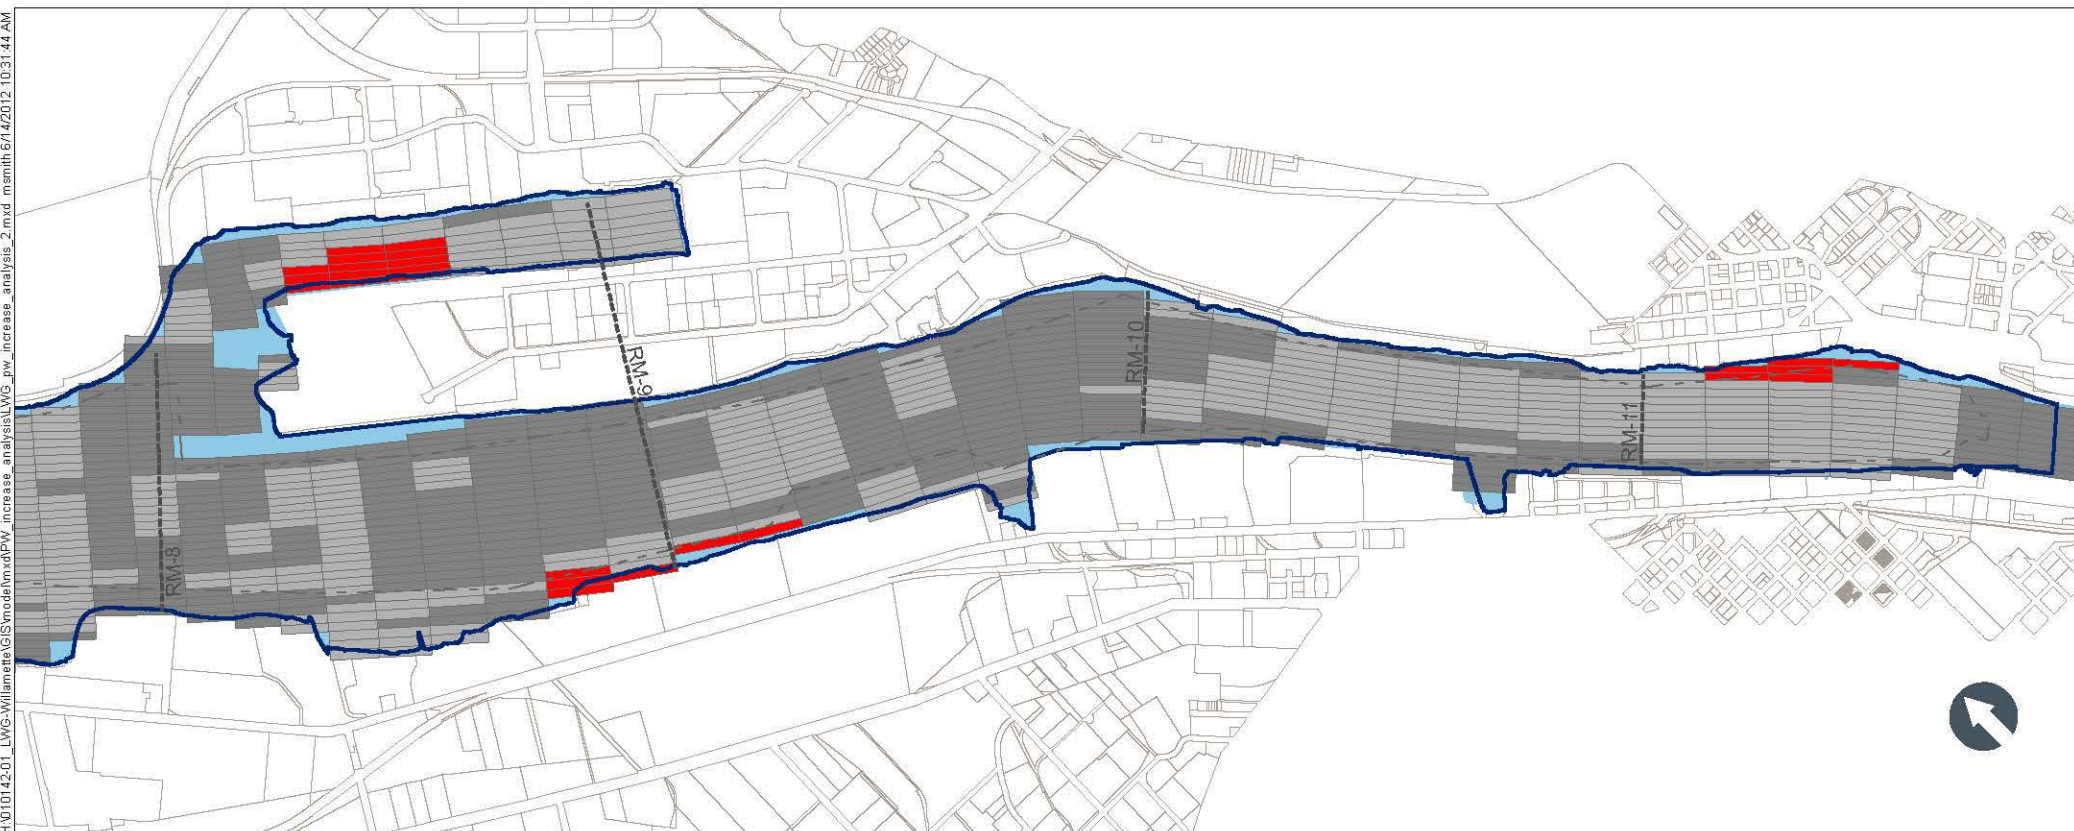 H:\010142-01_LWG-Willamette\GIS\model\mxd\PW_increase_analysis\LWG_pw_increase_analysis_2.mxd msmith 6/14/2012 10:31:44 AM
RM-9
RM-10
RM-11
RM-8